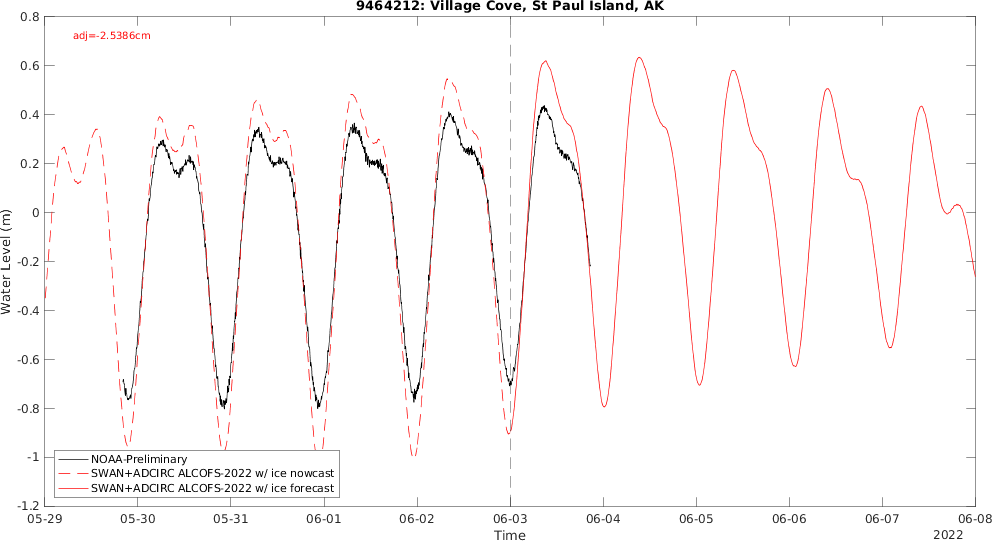 9464212: Village Cove, St Paul Island, AK
adj=-2.5386cm
0.8
0.6
0.4
0.2
0
-0.2
-0.4
-0.6
-0.8
-1
-1.2
Water Level (m)
NOAA-Preliminary
SWAN+ADCIRC ALCOFS-2022 w/ ice nowcast
SWAN+ADCIRC ALCOFS-2022 w/ ice forecast
05-29 05-30 05-31 06-01 06-02 06-03 06-04 06-05 06-06 06-07 06-08
Time
2022